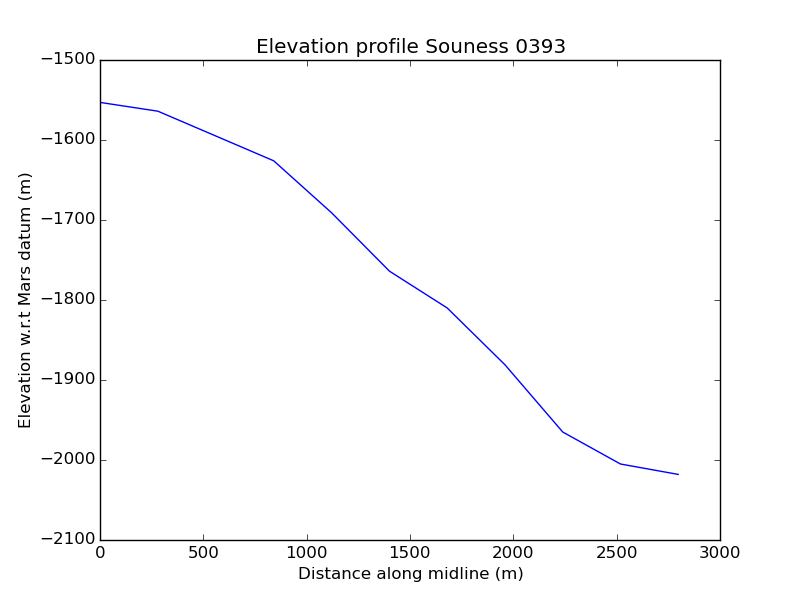 Elevation profile Souness 0393
−1500
−1600
−1700
−1800
−1900
−2000
−2100
Elevation w.r.t Mars datum (m)
0 500 1000 1500 2000 2500 3000
Distance along midline (m)